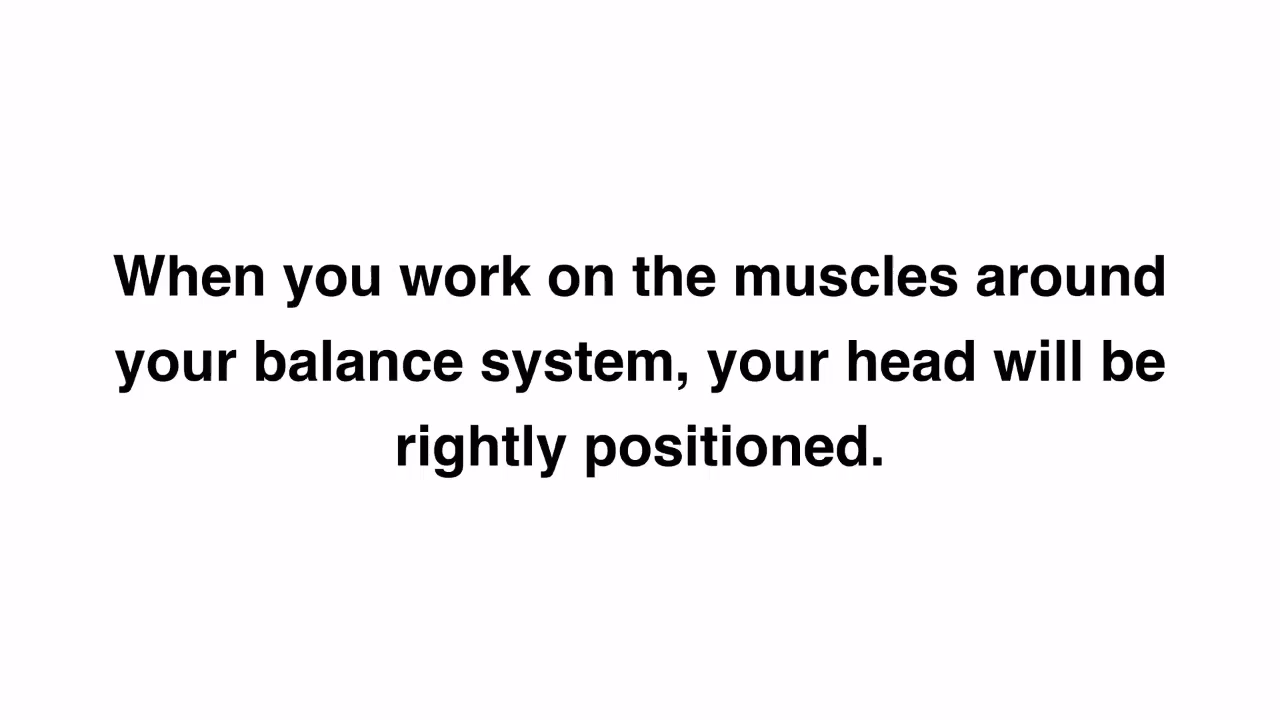 When you work on the muscles around
your balance system, your head will be
rightly positioned.